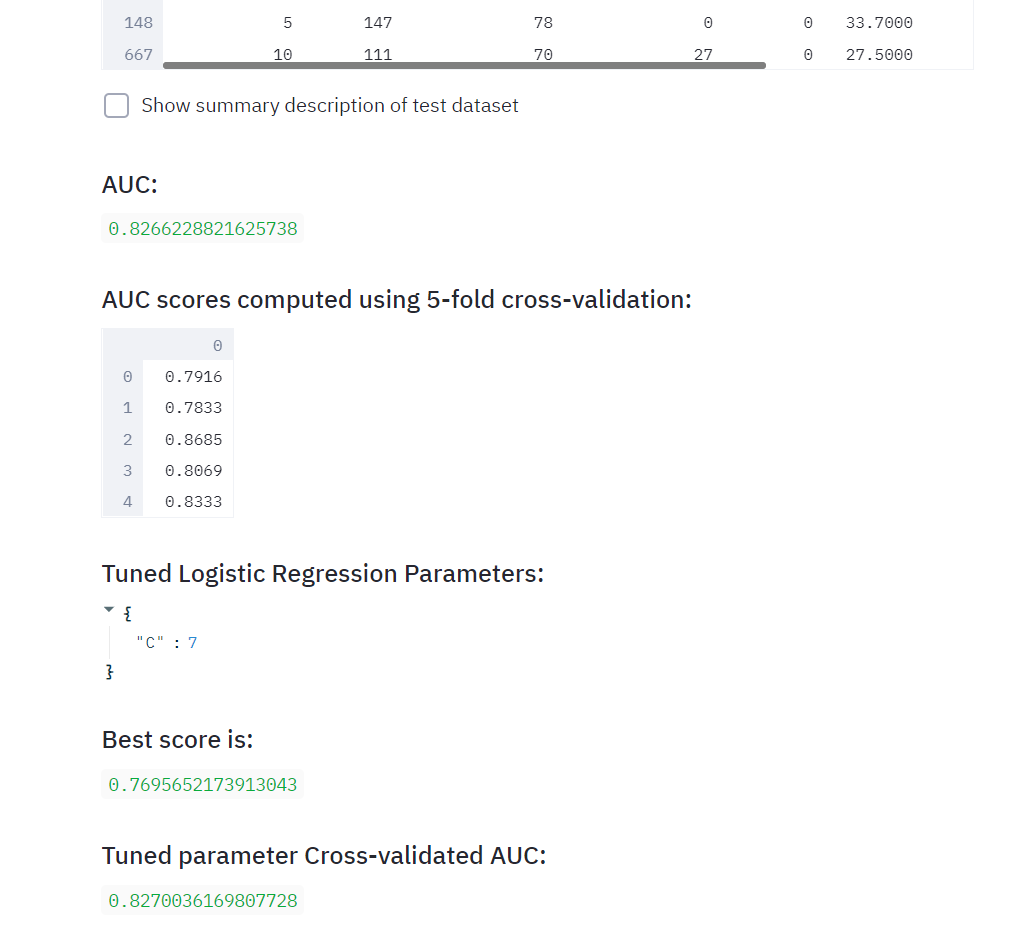 148 5 147 78 0 0 33.7000
667 10 111 70 27 0 27.5000
Show summary description of test dataset
AUC:
0.8266228821625738
AUC scores computed using 5-fold cross-validation:
0
0 0.7916
1 0.7833
2 0.8685
3 0.8069
4 0.8333
Tuned Logistic Regression Parameters:
{
"C" : 7
}
Best score is:
0.7695652173913043
Tuned parameter Cross-validated AUC:
0.8270036169807728